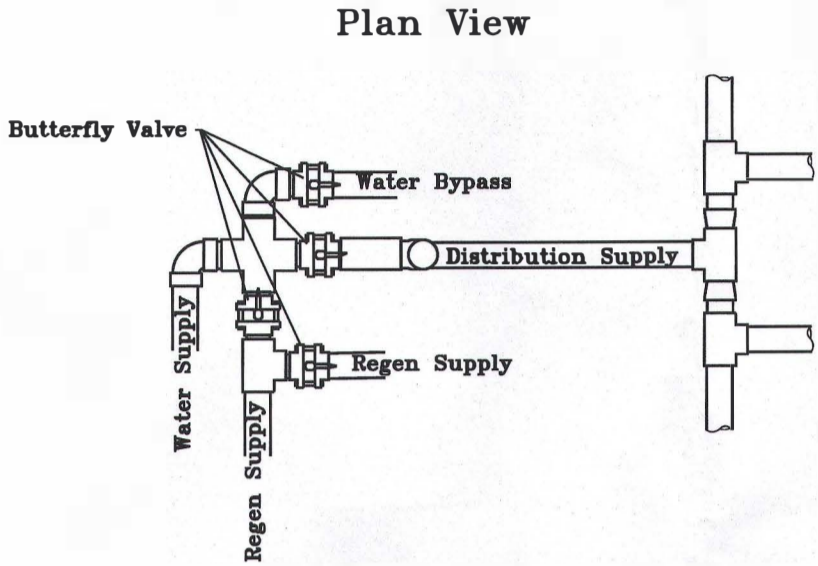 Plan View
Butterfly Valve
Water Bypass
Distribution Supply
Water Supply
Regen Supply
Regen Supply